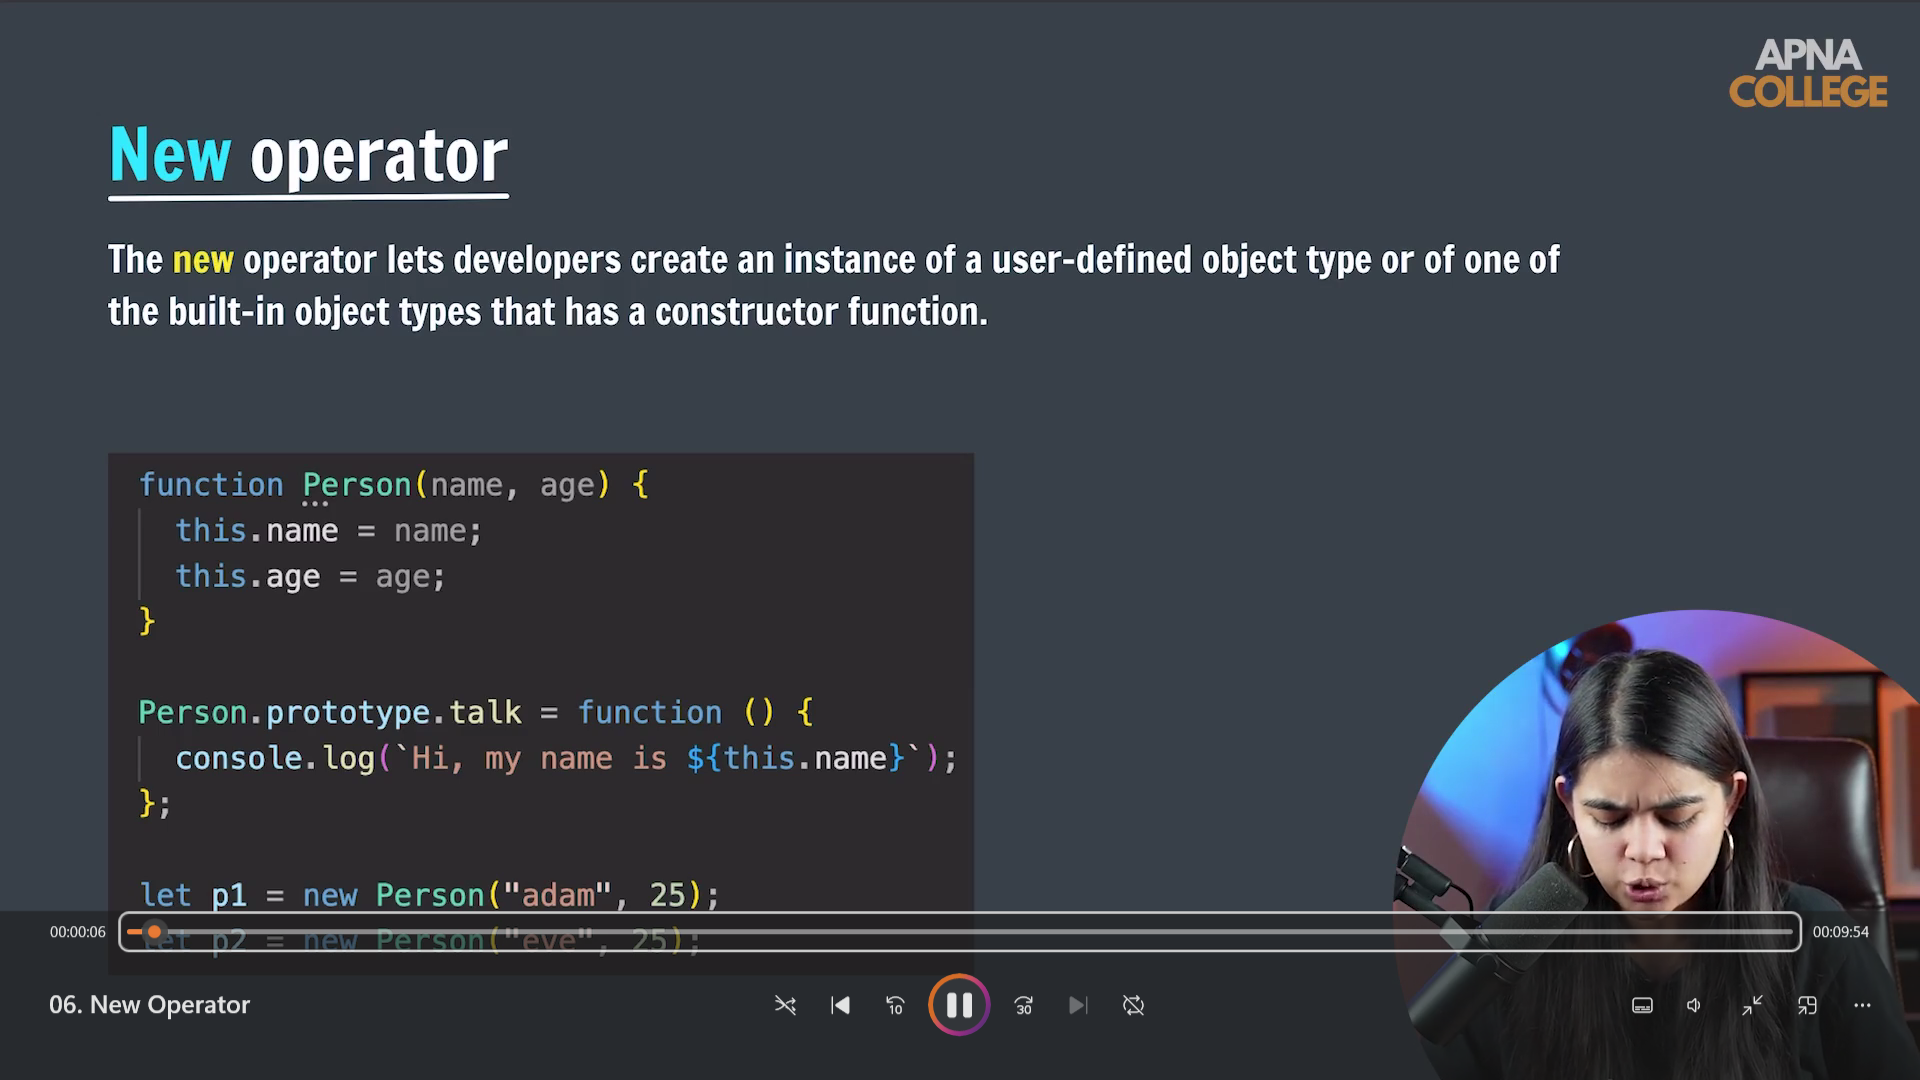 APNA
COLLEGE
New operator
The new operator lets developers create an instance of a user-defined object type or of one of
the built-in object types that has a constructor function.
function Person(name, age) {
this.name = name;
this.age = age;
}
Person.prototype.talk = function () {
console.log(`Hi, my name is ${this.name}`);
};
let p1 = new Person("adam", 25);
let p2 = new Person("eve", 25);
00:00:06
00:09:54
06. New Operator
10
30